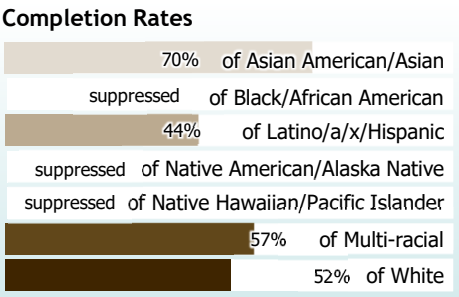 Completion Rates
70% of Asian American/Asian
suppressed of Black/African American
44% of Latino/a/x/Hispanic
suppressed of Native American/Alaska Native
suppressed of Native Hawaiian/Pacific Islander
57% of Multi-racial
52% of White